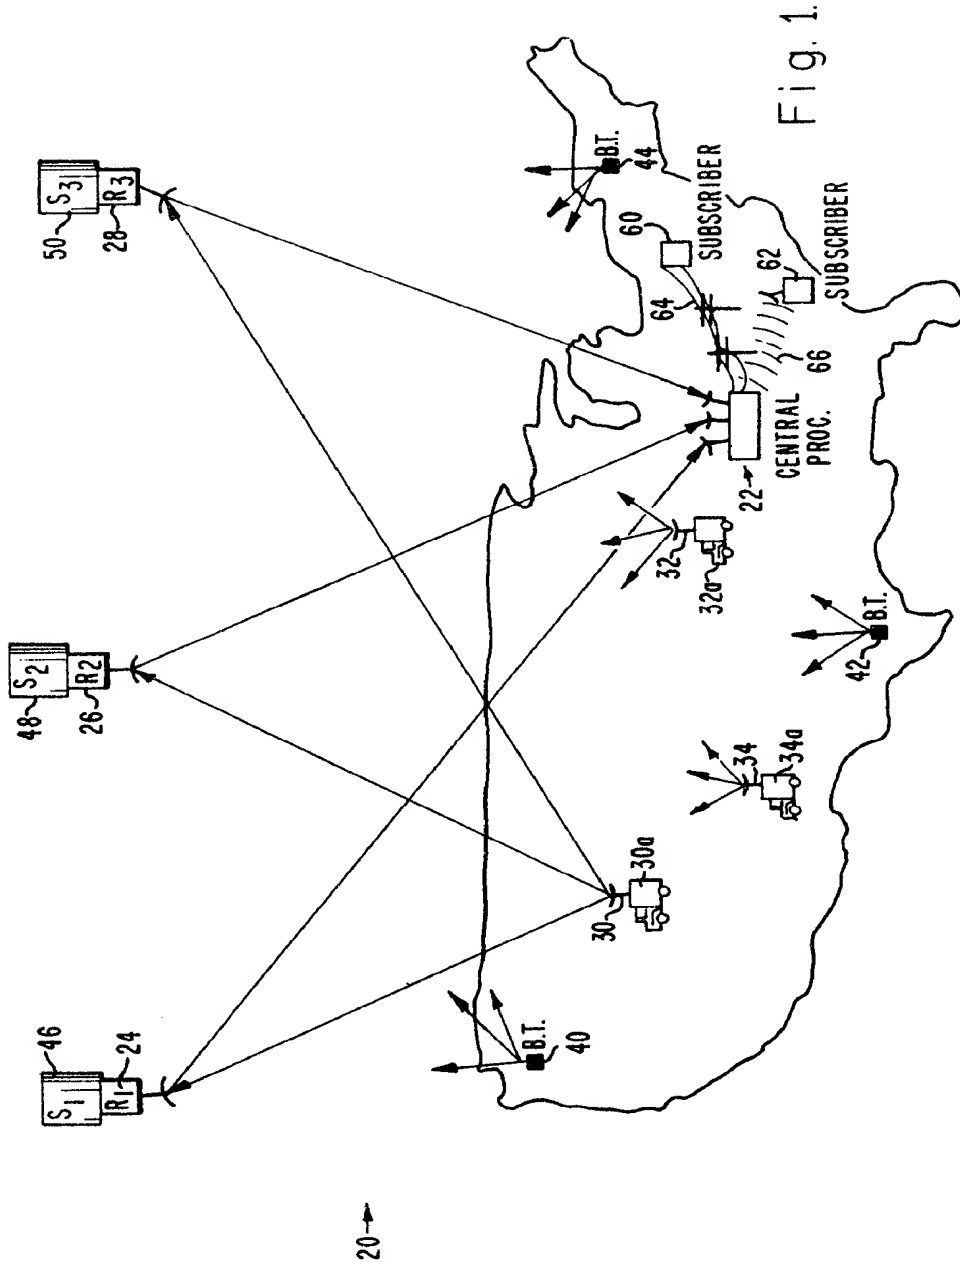 20
46
S1
R1
24
48
S2
R2
26
50
S3
R3
28
40
B.T.
30
30a
34
34a
42
B.T.
32
32a
22
CENTRAL
PROC.
64
66
60
SUBSCRIBER
62
SUBSCRIBER
B.T.
44
Fig. 1.